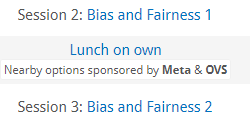 Session 2: Bias and Fairness 1
Lunch on own
Nearby options sponsored by Meta & OVS
Session 3: Bias and Fairness 2